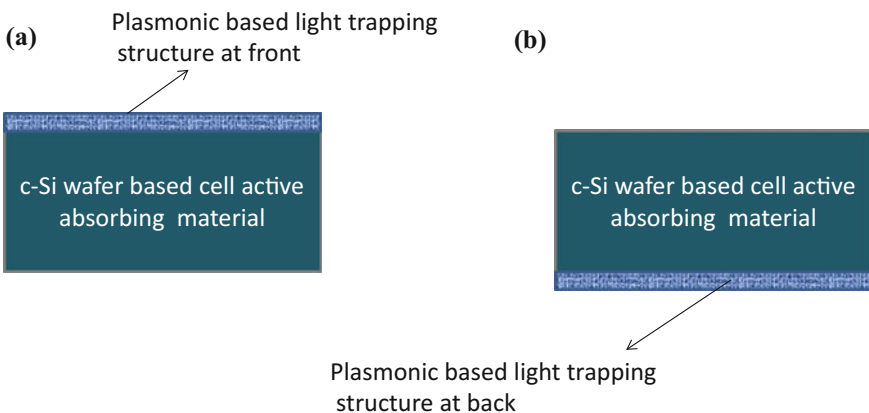 (a)
Plasmonic based light trapping
structure at front
c-Si wafer based cell active
absorbing material
(b)
c-Si wafer based cell active
absorbing material
Plasmonic based light trapping
structure at back